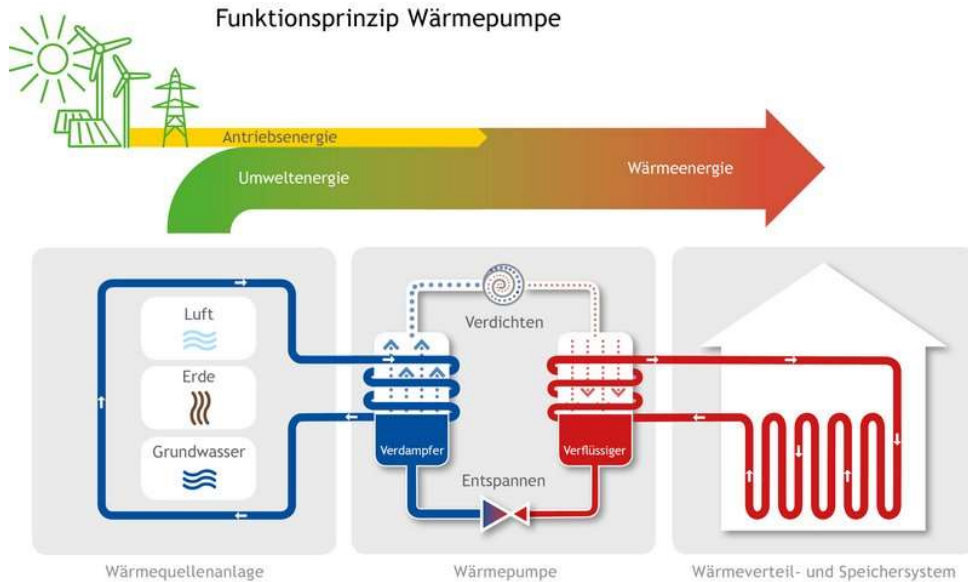 Funktionsprinzip Wärmepumpe
Antriebsenergie
Umweltenergie
Wärmeenergie
Luft
Erde
Grundwasser
Verdichten
Verdampfer
Verflüssiger
Entspannen
Wärmequellenanlage
Wärmepumpe
Wärmeverteil- und Speichersystem